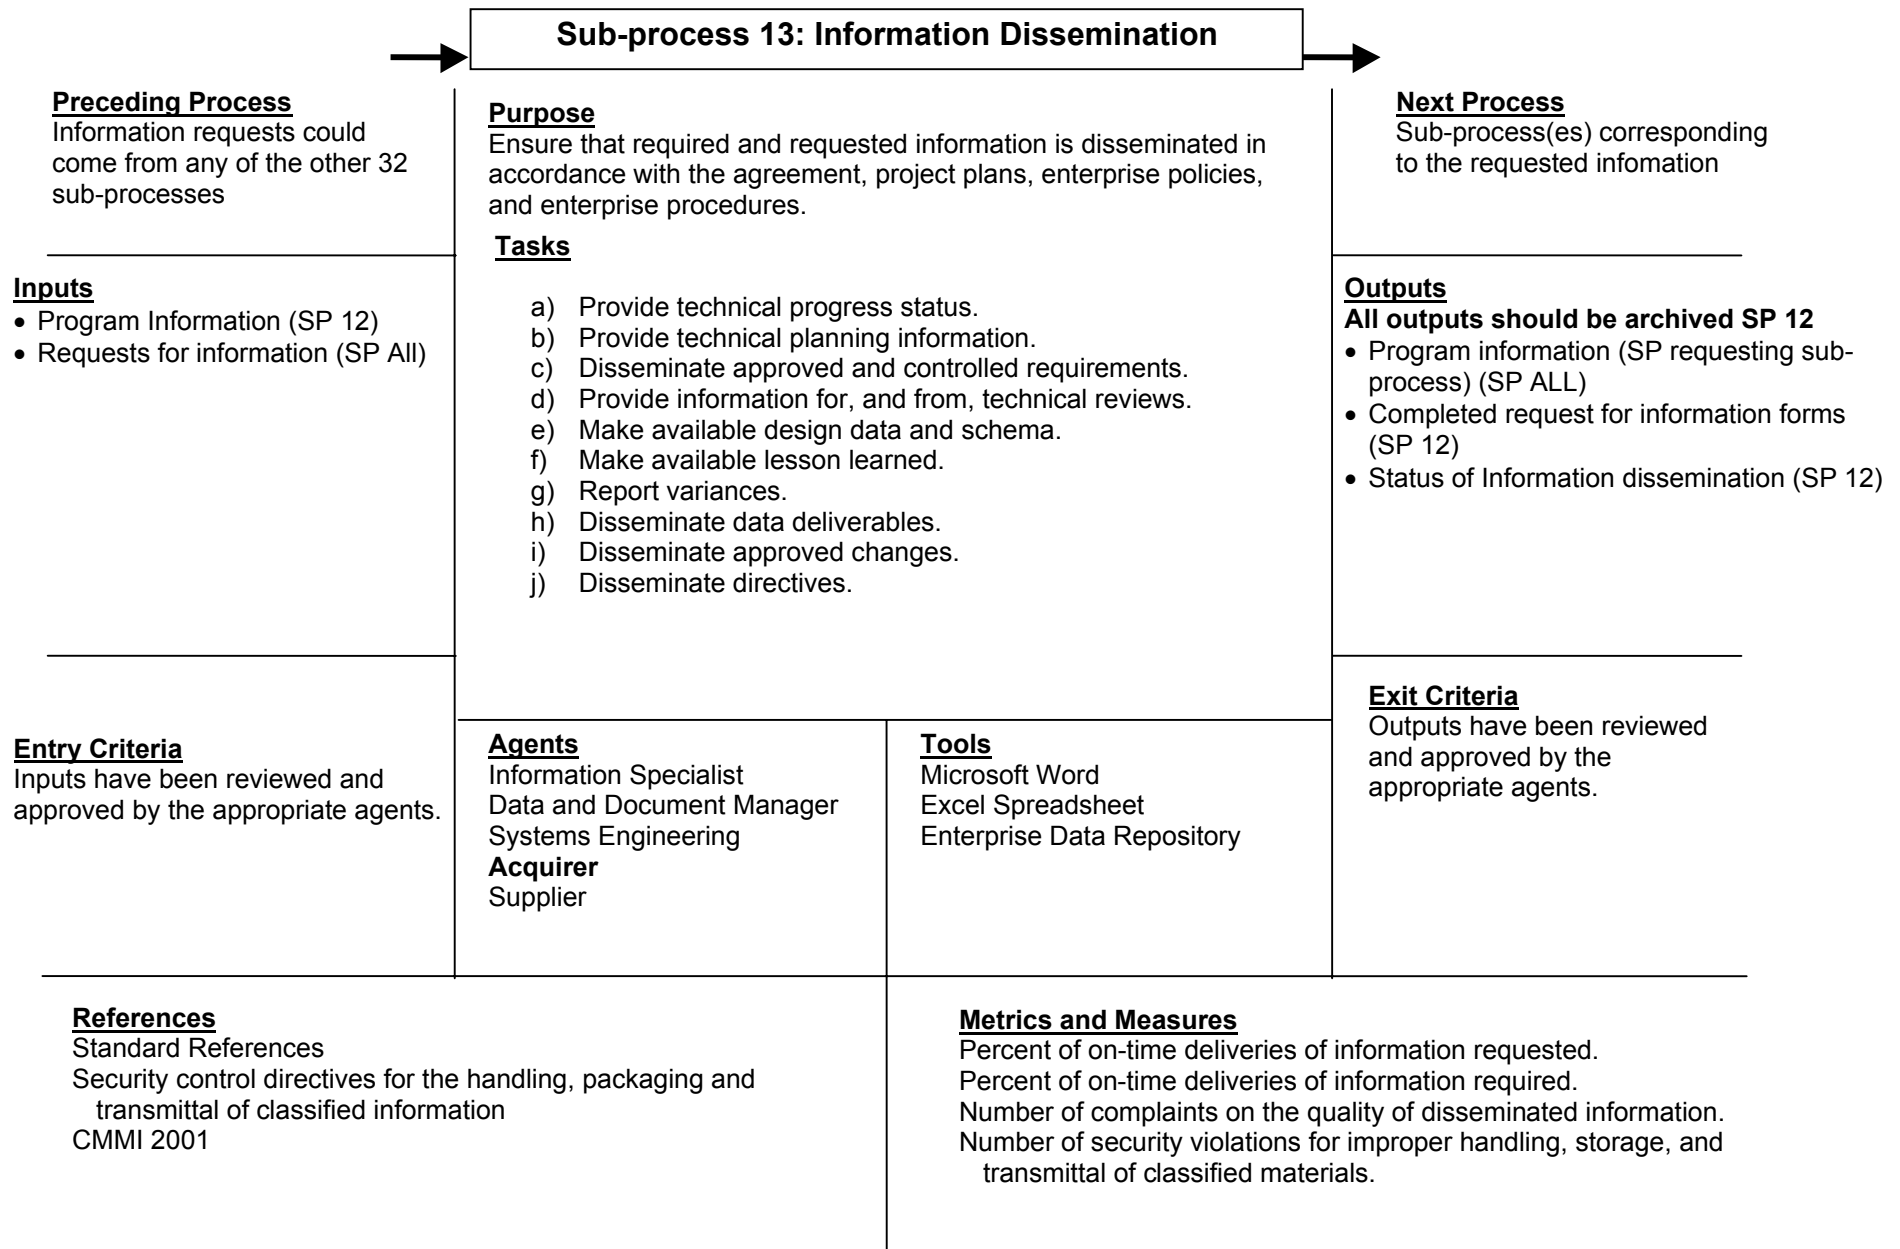 Sub-process 13: Information Dissemination
Preceding Process
Information requests could
come from any of the other 32
sub-processes
Purpose
Ensure that required and requested information is disseminated in
accordance with the agreement, project plans, enterprise policies,
and enterprise procedures.
Next Process
Sub-process(es) corresponding
to the requested infomation
Inputs
• Program Information (SP 12)
• Requests for information (SP All)
Tasks
a) Provide technical progress status.
b) Provide technical planning information.
c) Disseminate approved and controlled requirements.
d) Provide information for, and from, technical reviews.
e) Make available design data and schema.
f) Make available lesson learned.
g) Report variances.
h) Disseminate data deliverables.
i) Disseminate approved changes.
j) Disseminate directives.
Outputs
All outputs should be archived SP 12
• Program information (SP requesting sub-
process) (SP ALL)
• Completed request for information forms
(SP 12)
• Status of Information dissemination (SP 12)
Entry Criteria
Inputs have been reviewed and
approved by the appropriate agents.
Agents
Information Specialist
Data and Document Manager
Systems Engineering
Acquirer
Supplier
Tools
Microsoft Word
Excel Spreadsheet
Enterprise Data Repository
Exit Criteria
Outputs have been reviewed
and approved by the
appropriate agents.
References
Standard References
Security control directives for the handling, packaging and
transmittal of classified information
CMMI 2001
Metrics and Measures
Percent of on-time deliveries of information requested.
Percent of on-time deliveries of information required.
Number of complaints on the quality of disseminated information.
Number of security violations for improper handling, storage, and
transmittal of classified materials.